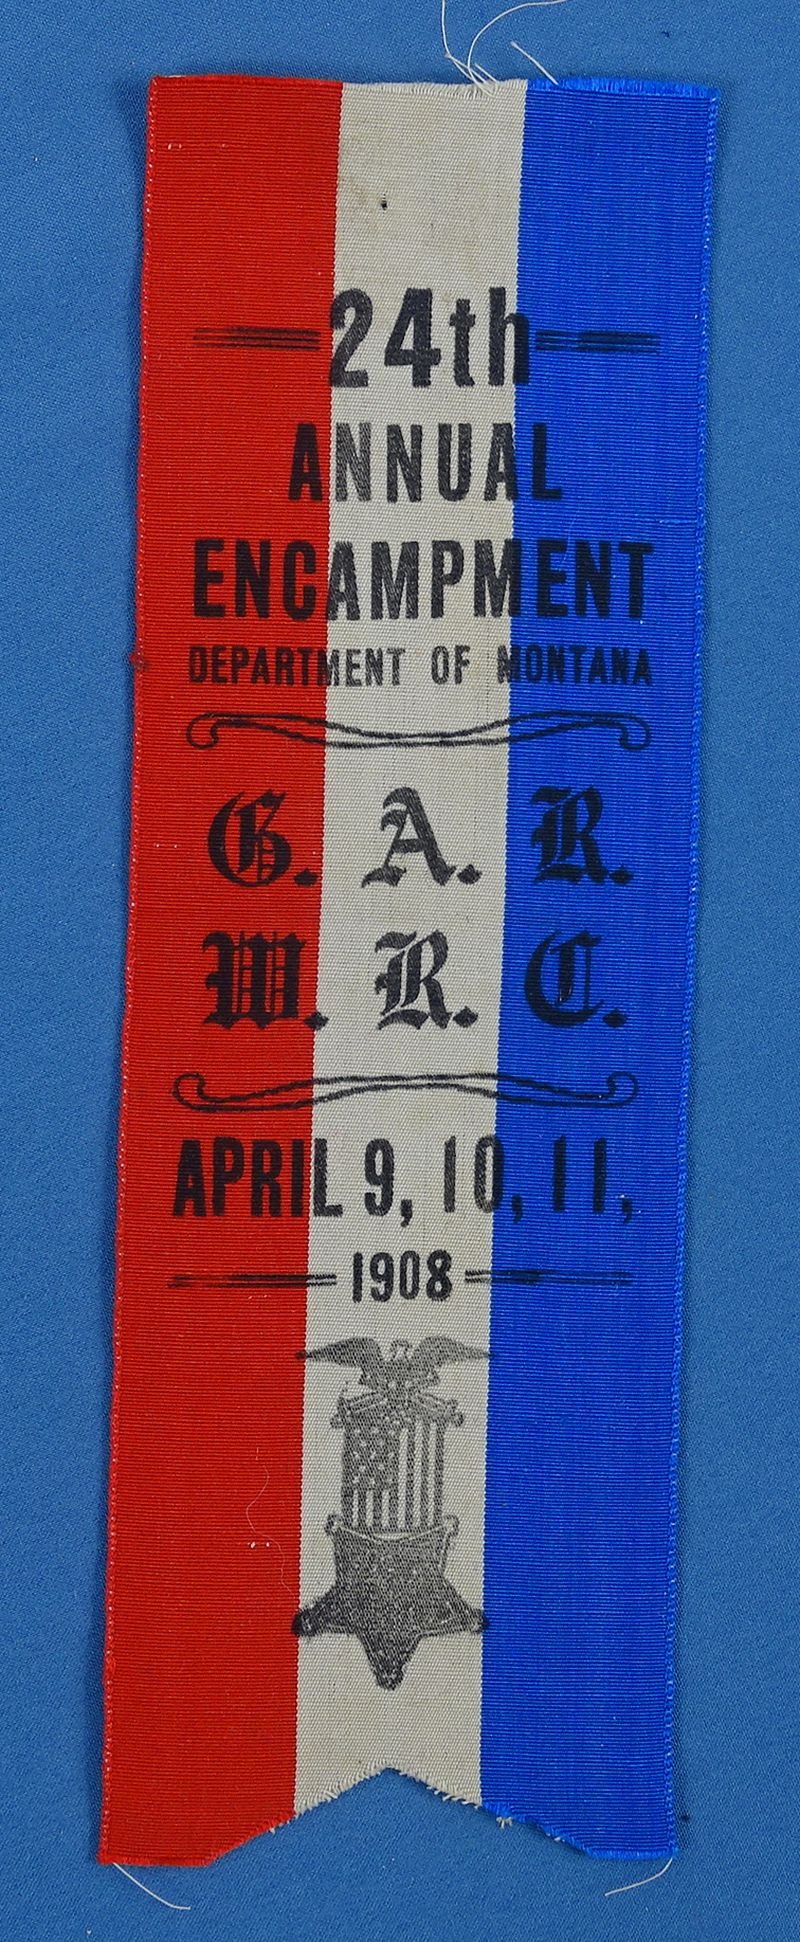 24th
ANNUAL
ENCAMPMENT
DEPARTMENT OF MONTANA
G. A. R.
W. R. C.
APRIL 9, 10, 11,
1908